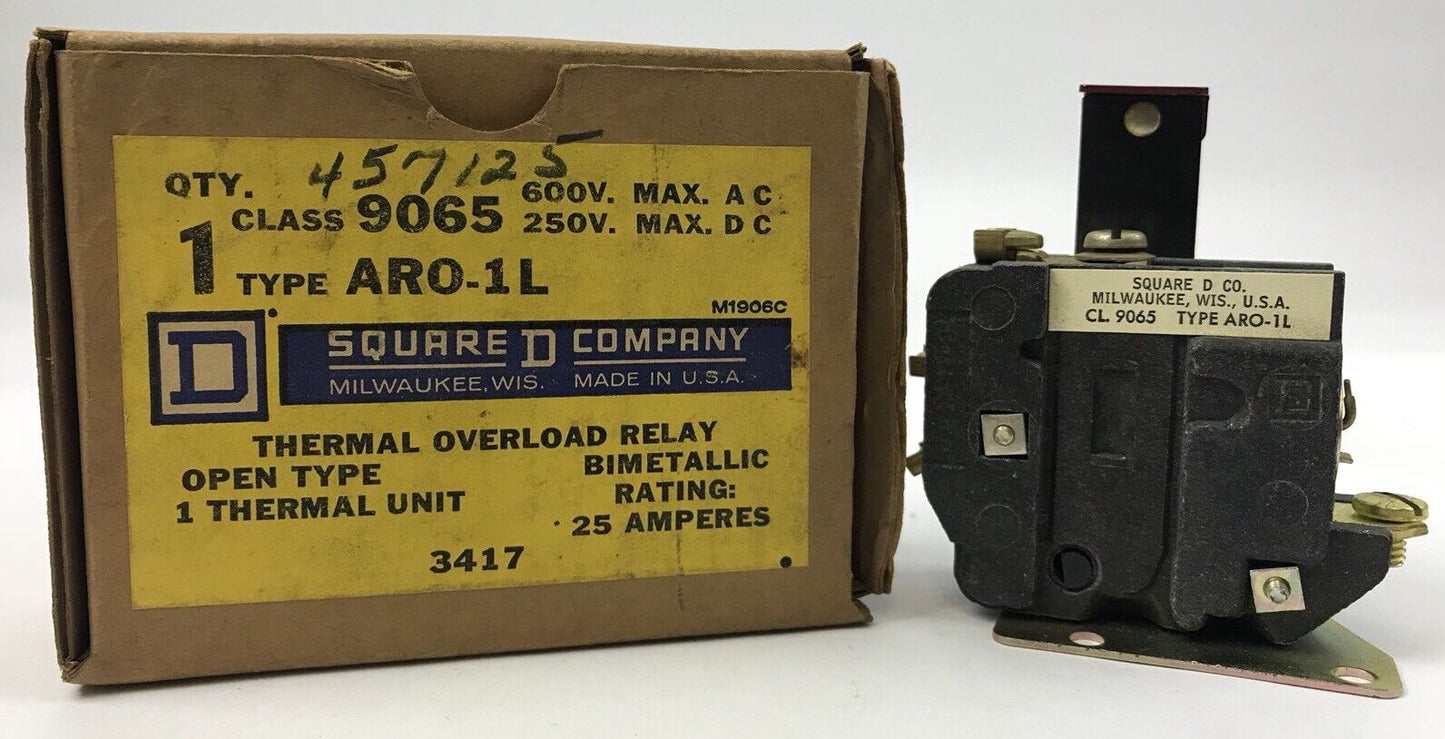 457125
QTY.
1
CLASS 9065
600V. MAX. AC
250V. MAX. DC
TYPE ARO-1L
M1906C
D
SQUARE D COMPANY
MILWAUKEE, WIS. MADE IN U.S.A.
THERMAL OVERLOAD RELAY
OPEN TYPE
BIMETALLIC
1 THERMAL UNIT
RATING:
25 AMPERES
3417
SQUARE D CO.
MILWAUKEE, WIS., U.S.A.
CL. 9065 TYPE ARO-1L
D